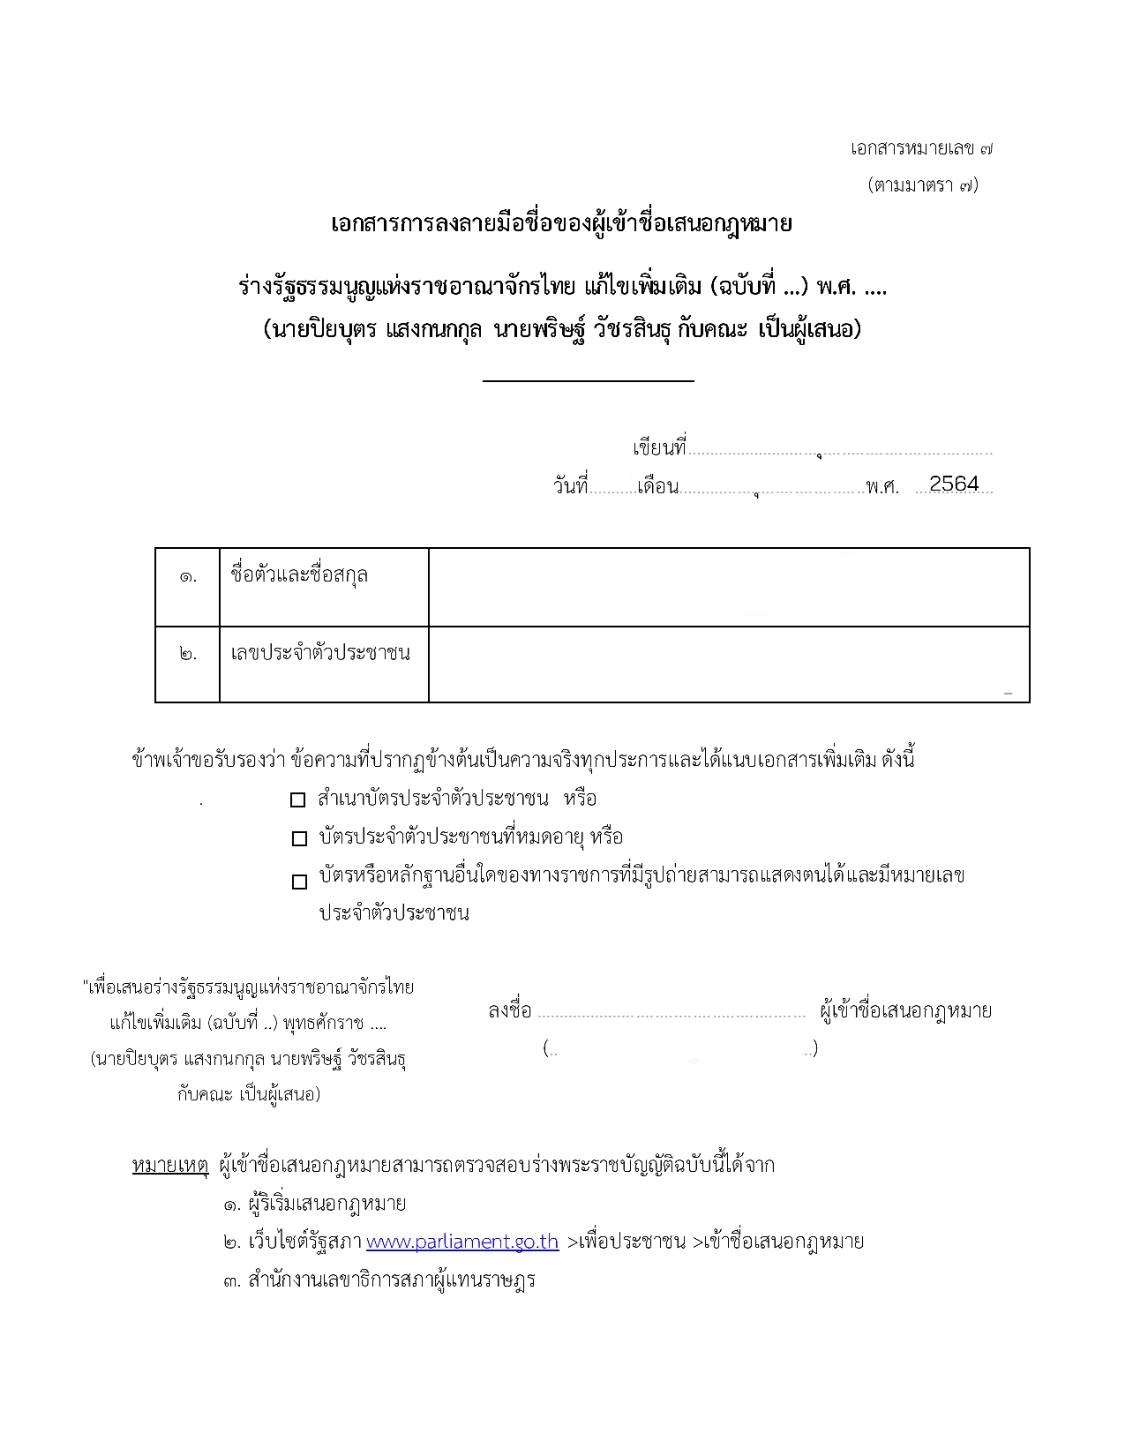 เอกสารหมายเลข ๗
(ตามมาตรา ๗)
เอกสารการลงลายมือชื่อของผู้เข้าชื่อเสนอกฎหมาย
ร่างรัฐธรรมนูญแห่งราชอาณาจักรไทย แก้ไขเพิ่มเติม (ฉบับที่ ...) พ.ศ. ....
(นายปิยบุตร แสงกนกกุล นายพริษฐ์ วัชรสินธุ กับคณะ เป็นผู้เสนอ)
เขียนที่............................................................
วันที่...........เดือน........................................พ.ศ. 2564
๑. ชื่อตัวและชื่อสกุล
๒. เลขประจำตัวประชาชน
ข้าพเจ้าขอรับรองว่า ข้อความที่ปรากฏข้างต้นเป็นความจริงทุกประการและได้แนบเอกสารเพิ่มเติม ดังนี้
สำเนาบัตรประจำตัวประชาชน หรือ
บัตรประจำตัวประชาชนที่หมดอายุ หรือ
บัตรหรือหลักฐานอื่นใดของทางราชการที่มีรูปถ่ายสามารถแสดงตนได้และมีหมายเลข
ประจำตัวประชาชน
"เพื่อเสนอร่างรัฐธรรมนูญแห่งราชอาณาจักรไทย
แก้ไขเพิ่มเติม (ฉบับที่ ..) พุทธศักราช ....
(นายปิยบุตร แสงกนกกุล นายพริษฐ์ วัชรสินธุ
กับคณะ เป็นผู้เสนอ)
ลงชื่อ .................................................. ผู้เข้าชื่อเสนอกฎหมาย
(.. ..)
หมายเหตุ ผู้เข้าชื่อเสนอกฎหมายสามารถตรวจสอบร่างพระราชบัญญัติฉบับนี้ได้จาก
๑. ผู้ริเริ่มเสนอกฎหมาย
๒. เว็บไซต์รัฐสภา www.parliament.go.th >เพื่อประชาชน >เข้าชื่อเสนอกฎหมาย
๓. สำนักงานเลขาธิการสภาผู้แทนราษฎร